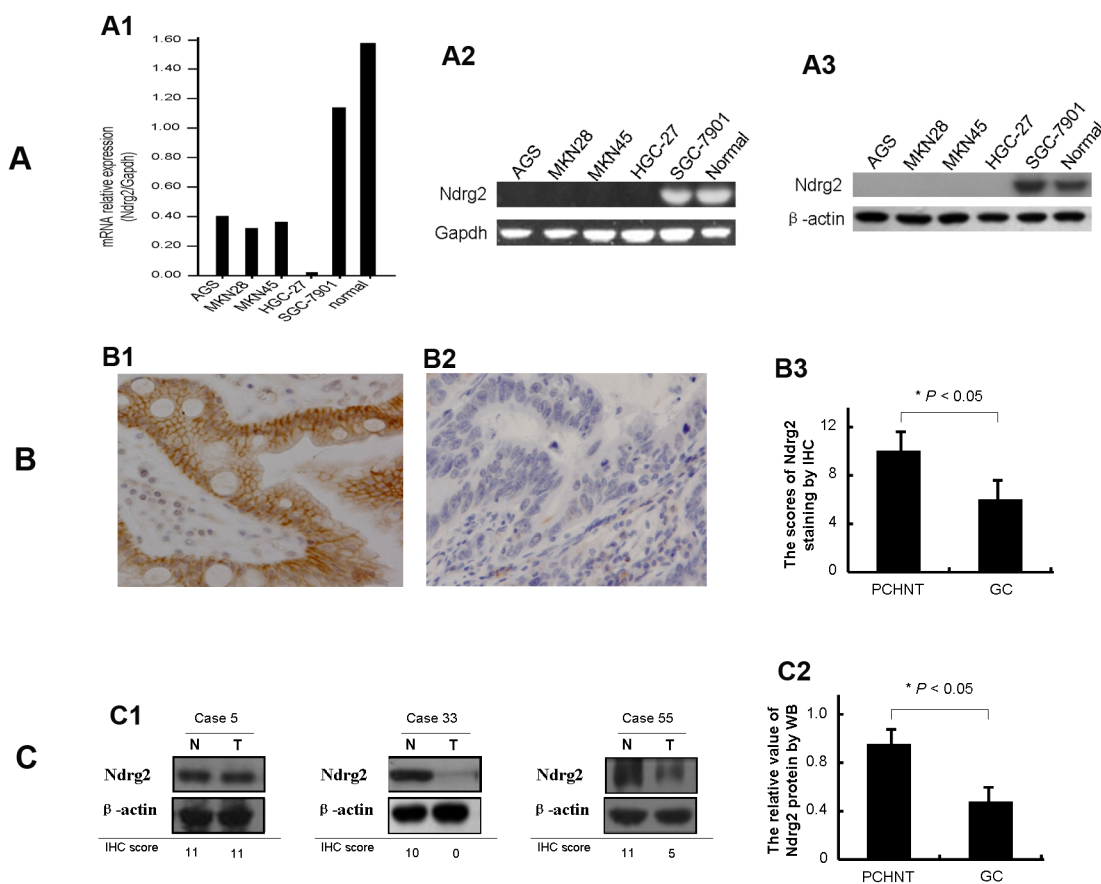 A
A1
mRNA relative expression
(Ndrg2/Gapdh)
1.60
1.40
1.20
1.00
0.80
0.60
0.40
0.20
0.00
AGS
MKN28
MKN45
HGC-27
SGC-7901
normal
A2
AGS
MKN28
MKN45
HGC-27
SGC-7901
Normal
Ndrg2
Gapdh
A3
AGS
MKN28
MKN45
HGC-27
SGC-7901
Normal
Ndrg2
β-actin
B
B1
B2
B3
* P < 0.05
The scores of Ndrg2
staining by IHC
12
8
4
0
PCHNT
GC
C
C1
Case 5
N T
Ndrg2
β-actin
IHC score 11 11
Case 33
N T
Ndrg2
β-actin
IHC score 10 0
Case 55
N T
Ndrg2
β-actin
IHC score 11 5
C2
* P < 0.05
The relative value of
Ndrg2 protein by WB
1.0
0.8
0.4
0
PCHNT
GC